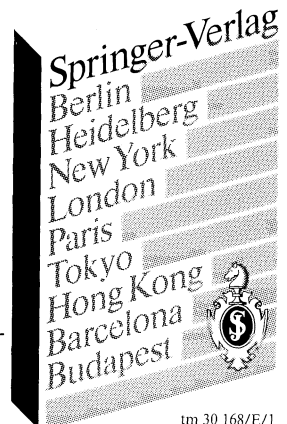 Springer-Verlag
Berlin
Heidelberg
New York
London
Paris
Tokyo
Hong Kong
Barcelona
Budapest
tm 30 168/E/1